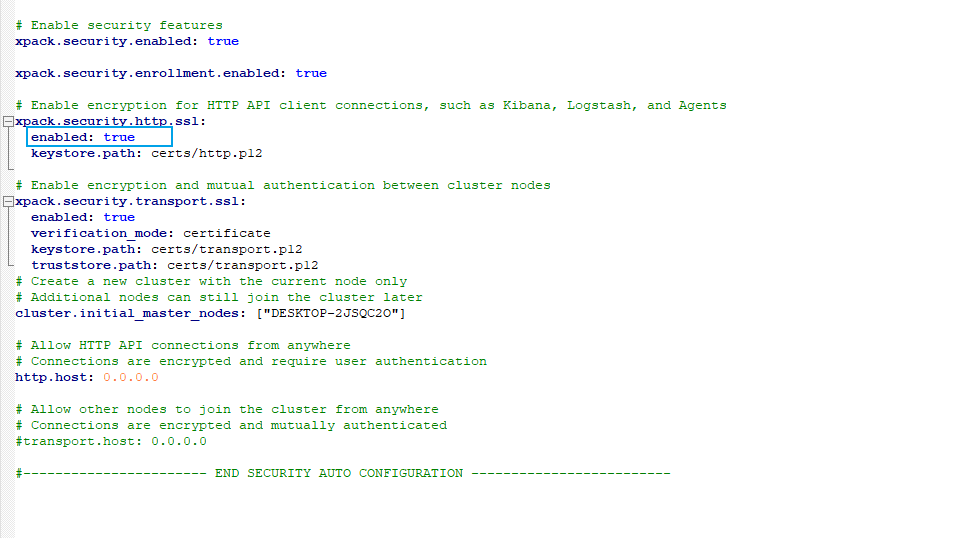 # Enable security features
xpack.security.enabled: true
xpack.security.enrollment.enabled: true
# Enable encryption for HTTP API client connections, such as Kibana, Logstash, and Agents
xpack.security.http.ssl:
  enabled: true
  keystore.path: certs/http.p12
# Enable encryption and mutual authentication between cluster nodes
xpack.security.transport.ssl:
  enabled: true
  verification_mode: certificate
  keystore.path: certs/transport.p12
  truststore.path: certs/transport.p12
# Create a new cluster with the current node only
# Additional nodes can still join the cluster later
cluster.initial_master_nodes: ["DESKTOP-2JSQC2O"]
# Allow HTTP API connections from anywhere
# Connections are encrypted and require user authentication
http.host: 0.0.0.0
# Allow other nodes to join the cluster from anywhere
# Connections are encrypted and mutually authenticated
#transport.host: 0.0.0.0
#----------------------- END SECURITY AUTO CONFIGURATION -------------------------